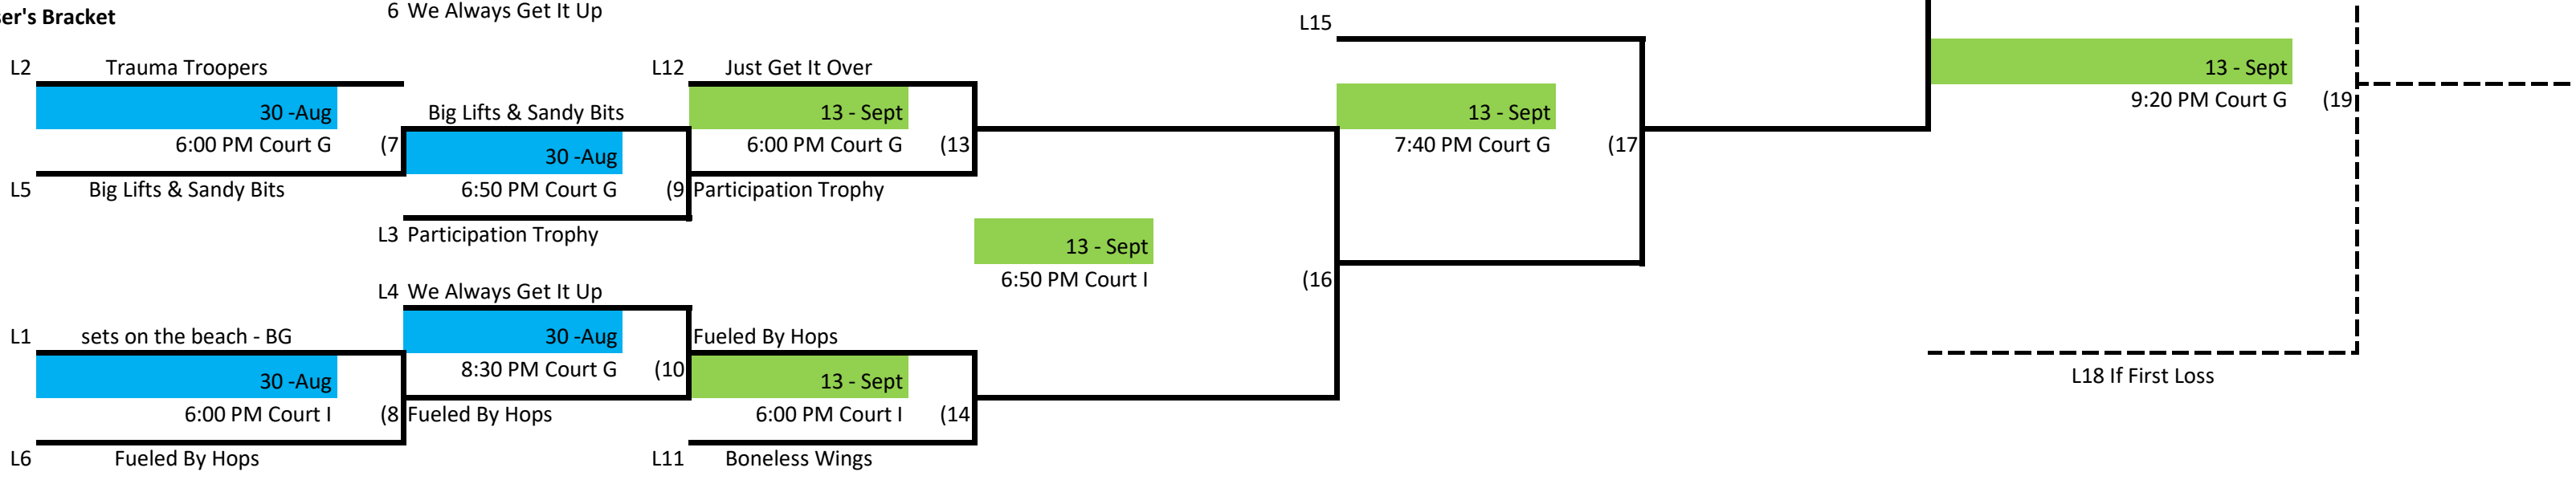 6 We Always Get It Up
er's Bracket
L15
L2 Trauma Troopers
L12 Just Get It Over
13 - Sept
30 -Aug
Big Lifts & Sandy Bits
13 - Sept
13 - Sept
9:20 PM Court G (19
6:00 PM Court G (7
30 -Aug
6:00 PM Court G (13
7:40 PM Court G (17
L5 Big Lifts & Sandy Bits
6:50 PM Court G (9
Participation Trophy
L3 Participation Trophy
13 - Sept
6:50 PM Court I (16
L4 We Always Get It Up
L1 sets on the beach - BG
30 -Aug
Fueled By Hops
8:30 PM Court G (10
L18 If First Loss
30 -Aug
13 - Sept
6:00 PM Court I (8
Fueled By Hops
6:00 PM Court I (14
L6 Fueled By Hops
L11 Boneless Wings